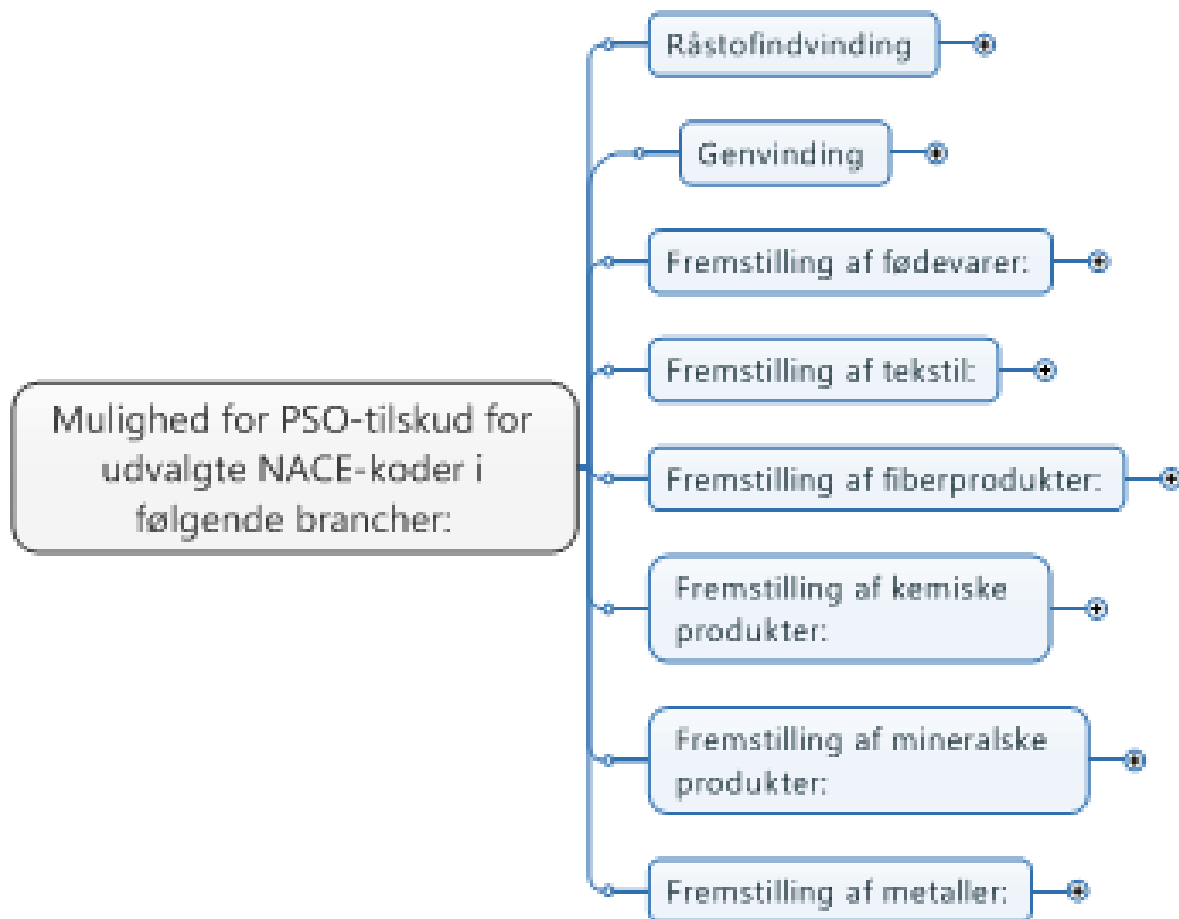 Råstofindvinding
Genvinding
Fremstilling af fødevarer:
Fremstilling af tekstil:
Mulighed for PSO-tilskud for
udvalgte NACE-koder i
følgende brancher:
Fremstilling af fiberprodukter:
Fremstilling af kemiske
produkter:
Fremstilling af mineralske
produkter:
Fremstilling af metaller: